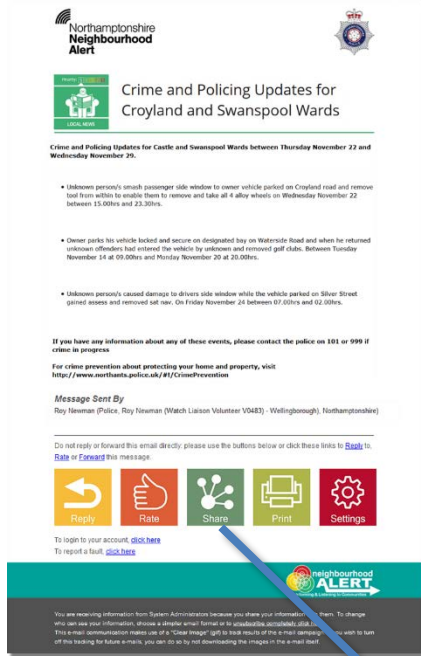 Northamptonshire
Neighbourhood
Alert
LOCAL NEWS
Crime and Policing Updates for
Croyland and Swanspool Wards
Crime and Policing Updates for Castle and Swanspool Wards between Thursday November 22 and
Wednesday November 29.
• Unknown person/s smash passenger side window to owner vehicle parked on Croyland road and remove
tool from within to enable them to remove and take all 4 alloy wheels on Wednesday November 22
between 15.00hrs and 23.30hrs.
• Owner parks his vehicle locked and secure on designated bay on Waterside Road and when he returned
unknown offenders had entered the vehicle by unknown and removed golf clubs. Between Tuesday
November 14 at 09.00hrs and Monday November 20 at 20.00hrs.
• Unknown person/s caused damage to drivers side window while the vehicle parked on Silver Street
gained assess and removed sat nav. On Friday November 24 between 07.00hrs and 02.00hrs.
If you have any information about any of these events, please contact the police on 101 or 999 if
crime in progress
For crime prevention about protecting your home and property, visit
http://www.northants.police.uk/#!/CrimePrevention
Message Sent By
Roy Newman (Police, Roy Newman (Watch Liaison Volunteer V0483) - Wellingborough), Northamptonshire)
Do not reply or forward this email directly: please use the buttons below or click these links to Reply to,
Rate or Forward this message.
Reply
Rate
Share
Print
Settings
To login to your account, click here
To report a fault, click here
neighbourhood
ALERT
You are receiving information from System Administrators because you share your information them. To change
who can see your information, choose a simpler email format or to unsubscribe completely click
This e-mail communication makes use of a "Clear Image" (gif) to track results of the e-mail campaign. wish to turn
off this tracking for future e-mails, you can do so by not downloading the images in the e-mail itself.